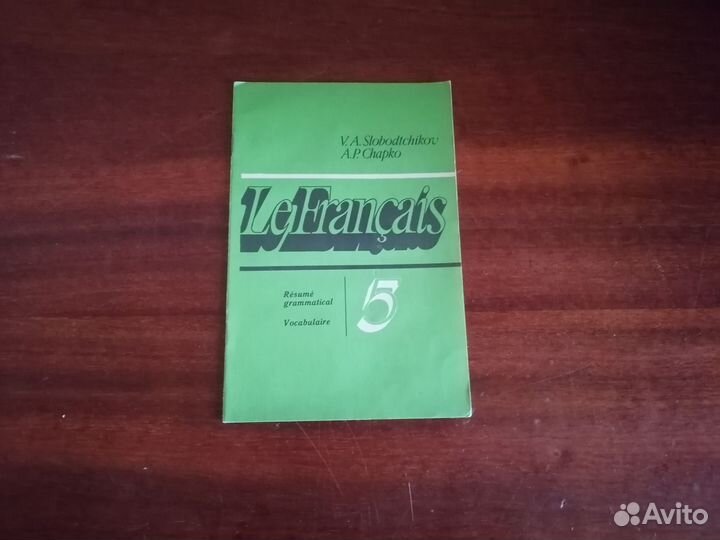 V. A. Slobodtchikov
A. P. Chapko
Le Français
Résumé
grammatical
Vocabulaire
5
Avito